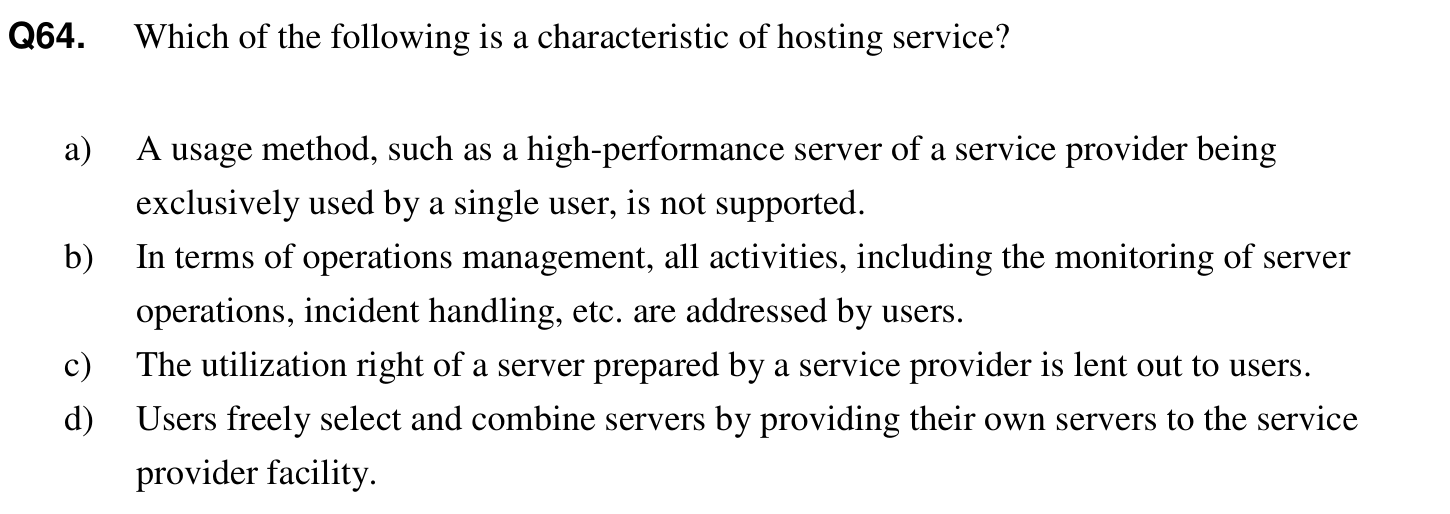 Q64. Which of the following is a characteristic of hosting service?
a) A usage method, such as a high-performance server of a service provider being
exclusively used by a single user, is not supported.
b) In terms of operations management, all activities, including the monitoring of server
operations, incident handling, etc. are addressed by users.
c) The utilization right of a server prepared by a service provider is lent out to users.
d) Users freely select and combine servers by providing their own servers to the service
provider facility.